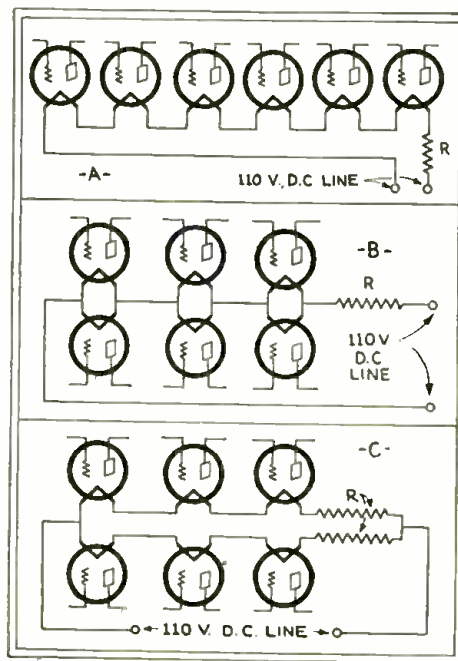 R
-A-
110 V. D.C LINE
-B-
R
110 V
D.C
LINE
-C-
R
110 V. D.C. LINE